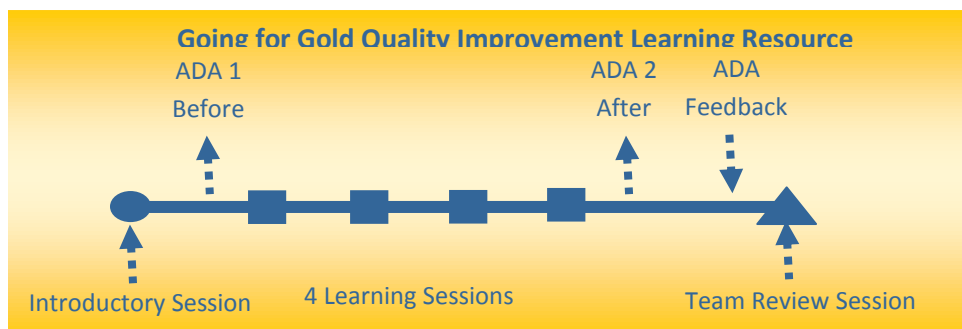 Going for Gold Quality Improvement Learning Resource
ADA 1
Before
ADA 2
After
ADA
Feedback
Introductory Session
4 Learning Sessions
Team Review Session